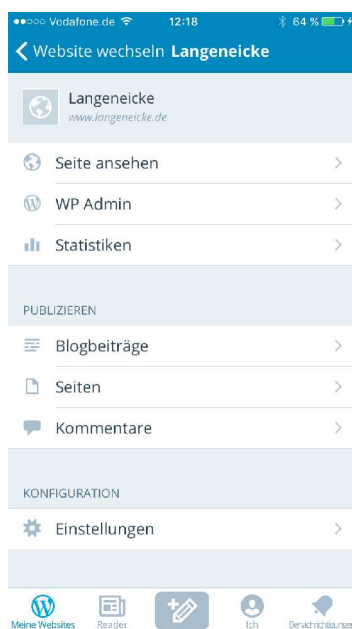 Vodafone.de 12:18 64 %
Website wechseln Langeneicke
Langeneicke
www.langeneicke.de
Seite ansehen
WP Admin
Statistiken
PUBLIZIEREN
Blogbeiträge
Seiten
Kommentare
KONFIGURATION
Einstellungen
Meine Websites Reader Ich Benachrichtigungen